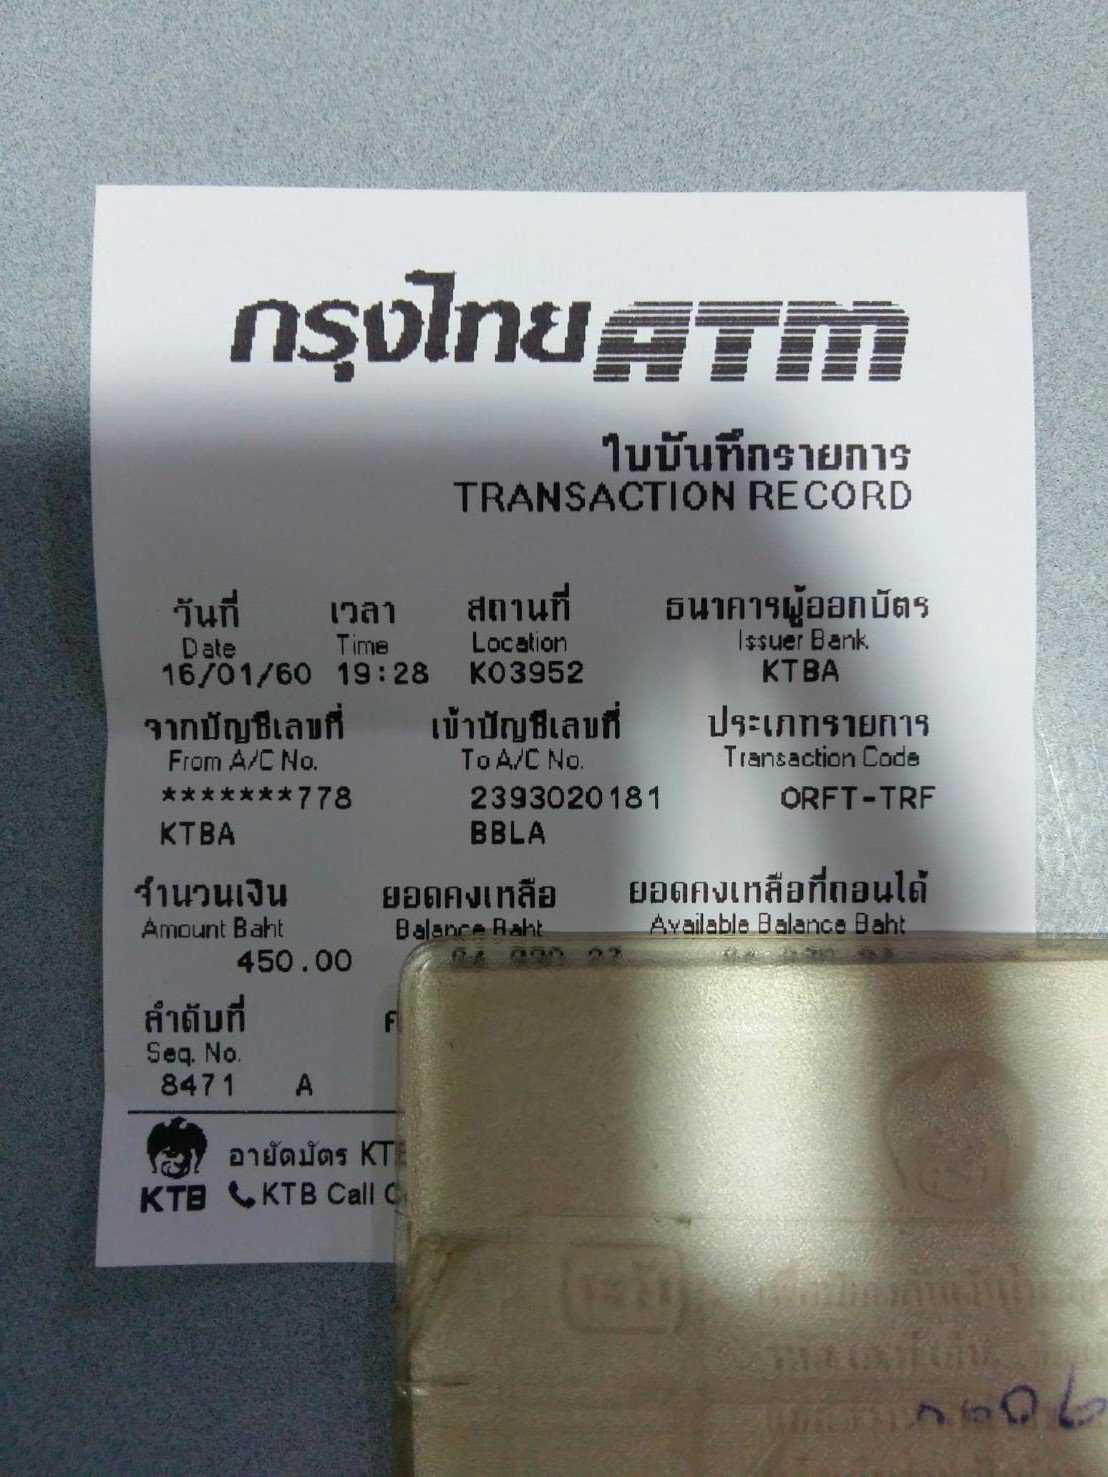 กรุงไทย ATM
ใบบันทึกรายการ
TRANSACTION RECORD
วันที่ เวลา สถานที่ ธนาคารผู้ออกบัตร
Date Time Location Issuer Bank
16/01/60 19:28 K03952 KTBA
จากบัญชีเลขที่ เข้าบัญชีเลขที่ ประเภทรายการ
From A/C No. To A/C No. Transaction Code
*******778 2393020181 ORFT-TRF
KTBA BBLA
จำนวนเงิน ยอดคงเหลือ ยอดคงเหลือที่ถอนได้
Amount Baht Balance Baht Available Balance Baht
450.00
ลำดับที่
Seq. No.
8471 A
อายัดบัตร KTB
KTB KTB Call